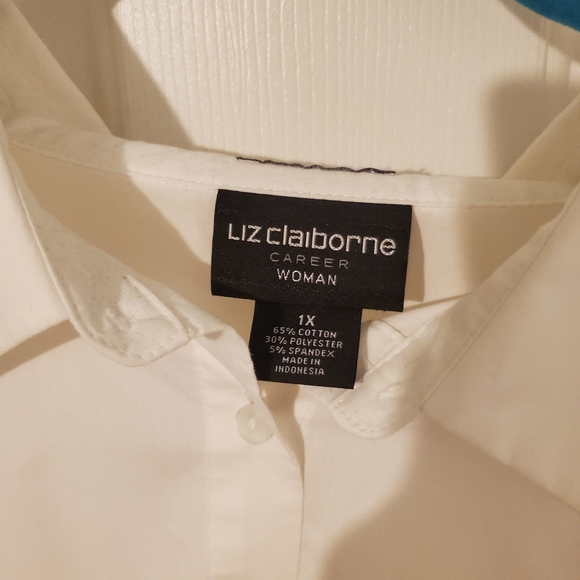 Liz claiborne
CAREER
WOMAN
1X
65% COTTON
30% POLYESTER
5% SPANDEX
MADE IN
INDONESIA